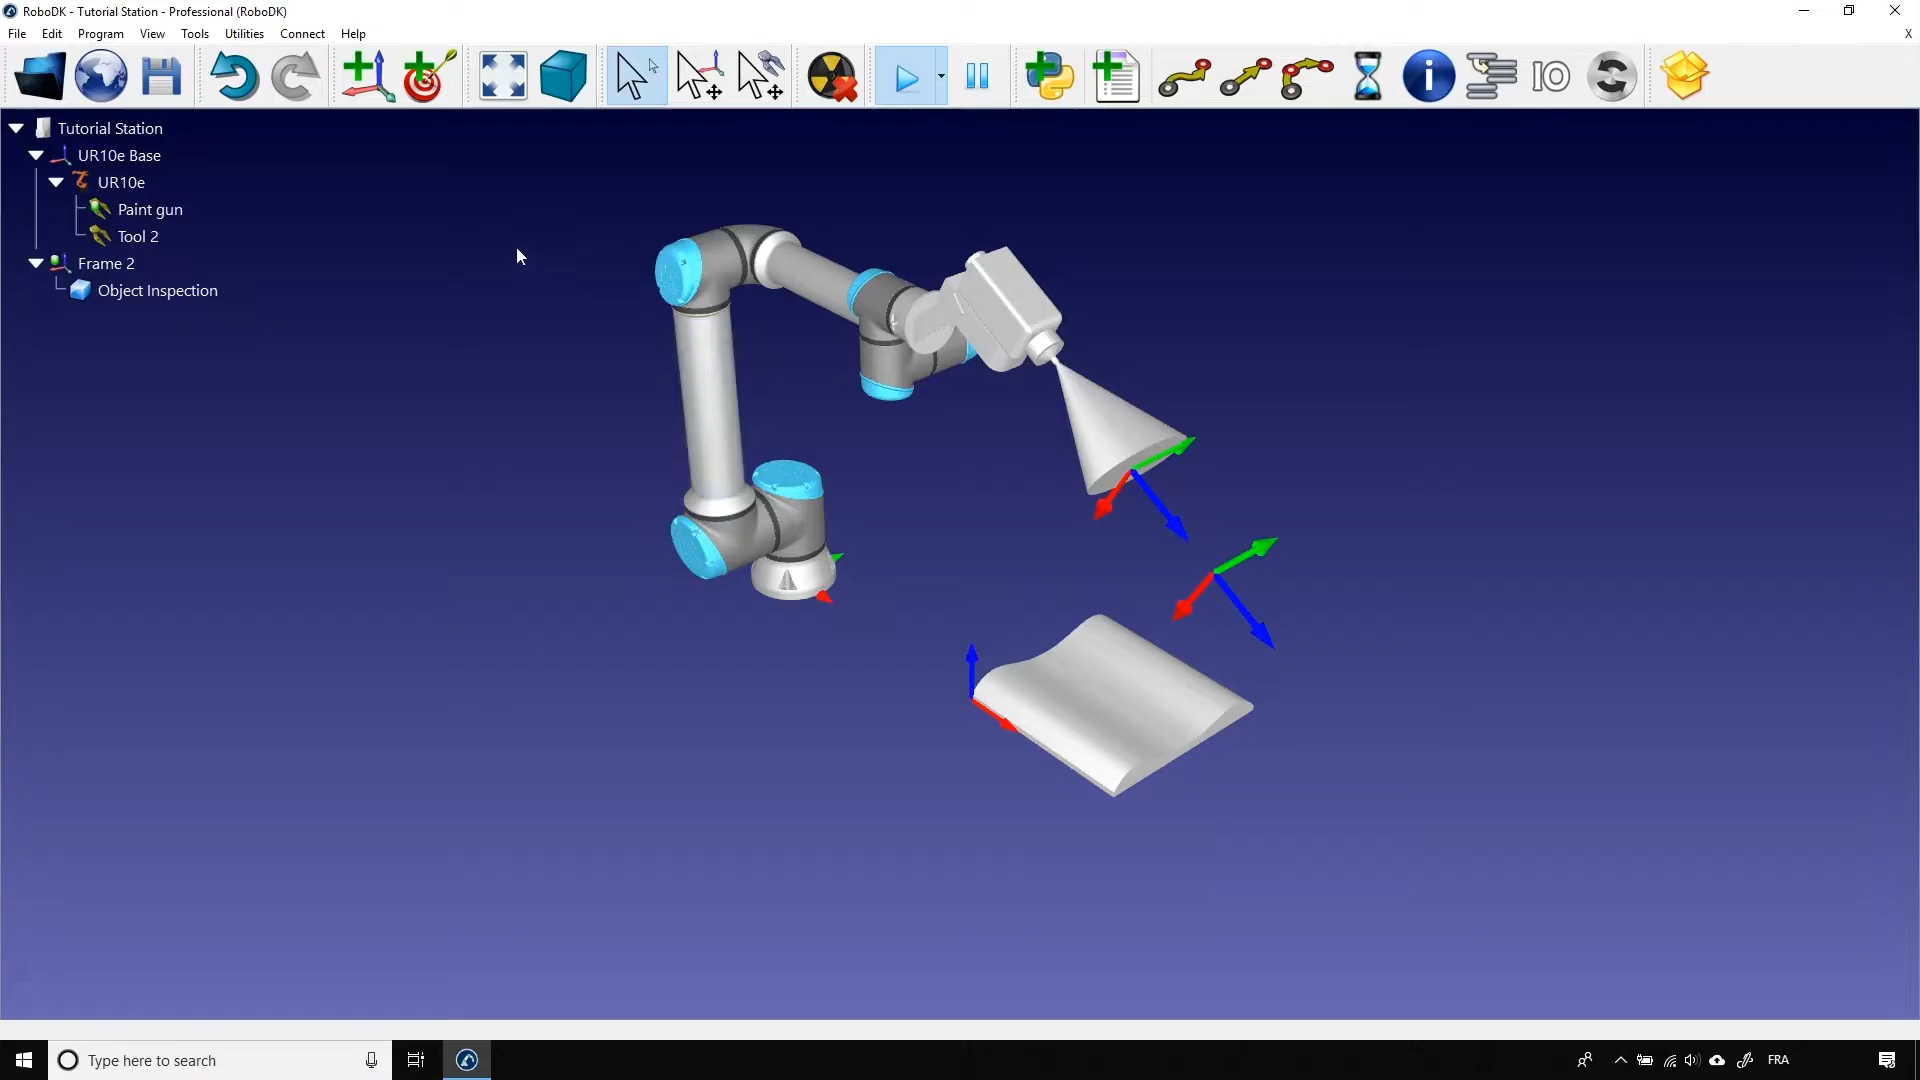 RoboDK - Tutorial Station - Professional (RoboDK)
File Edit Program View Tools Utilities Connect Help X
IO
Tutorial Station
UR10e Base
UR10e
Paint gun
Tool 2
Frame 2
Object Inspection
Type here to search
FRA